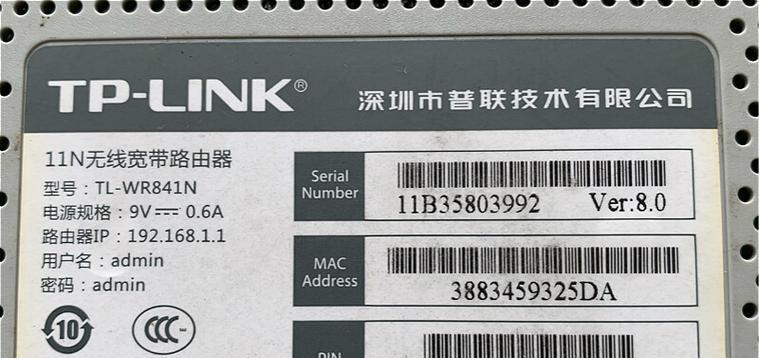 TP-LINK®
深圳市普联技术有限公司
11N无线宽带路由器
型号：TL-WR841N
电源规格：9V⎓0.6A
路由器IP：192.168.1.1
用户名：admin
密码：admin
10
CCC
Serial Number
11B35803992 Ver:8.0
MAC Address
3883459325DA
PIN